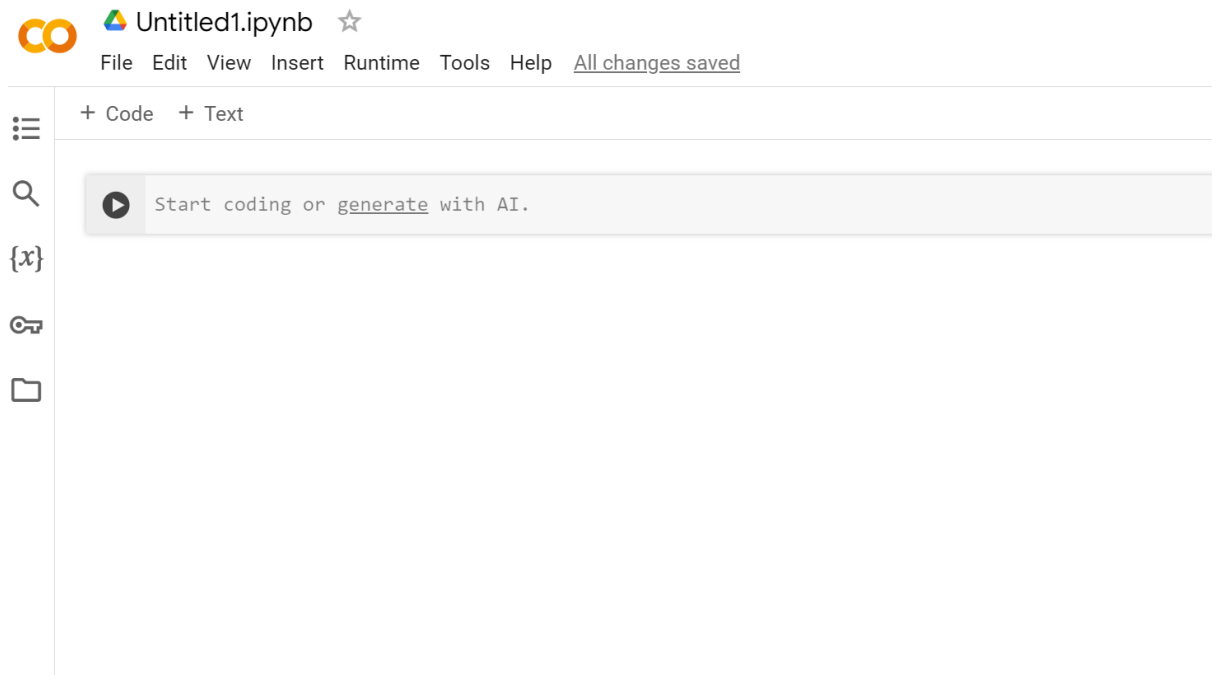 Untitled1.ipynb
File Edit View Insert Runtime Tools Help All changes saved
+ Code + Text
Start coding or generate with AI.
{x}